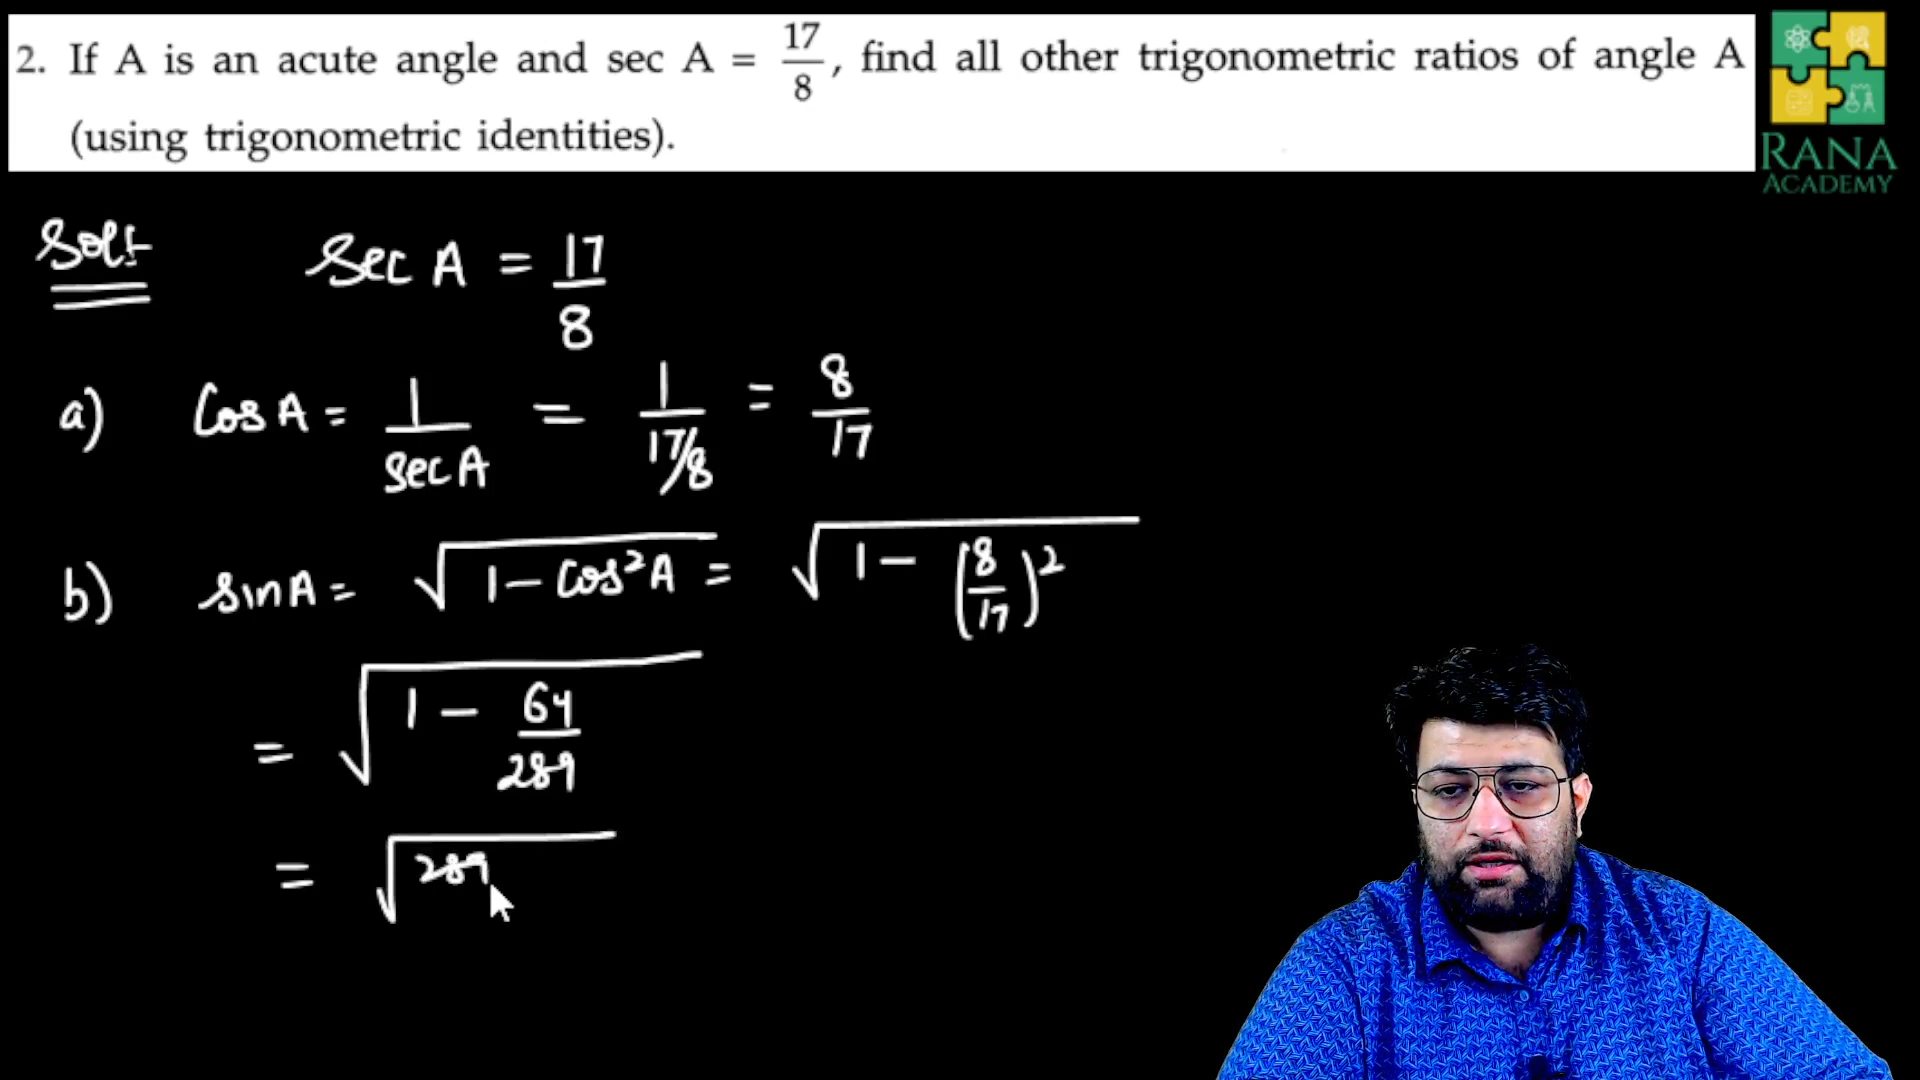 2. If A is an acute angle and sec A = 17/8, find all other trigonometric ratios of angle A
(using trigonometric identities).
RANA
ACADEMY
Sol:
sec A = 17/8
a) Cos A = 1/sec A = 1/(17/8) = 8/17
b) sin A = √(1 - Cos²A) = √(1 - (8/17)²)
= √(1 - 64/289)
= √289